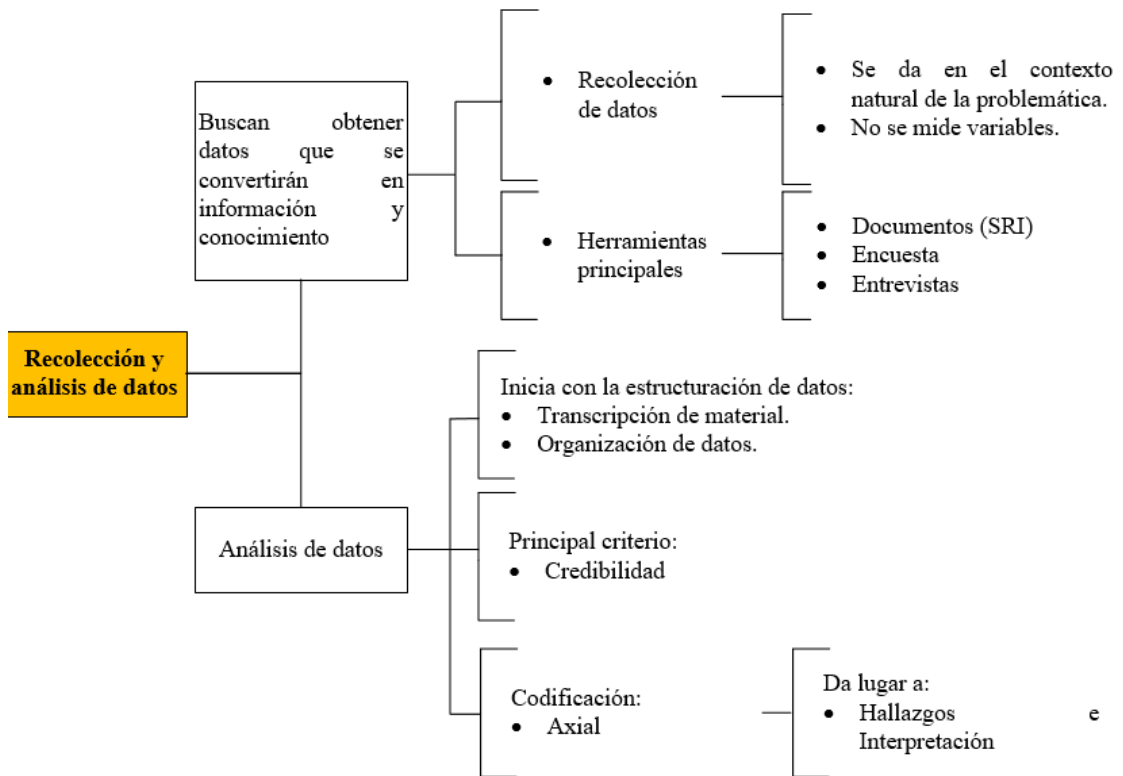 Recolección y
análisis de datos
Buscan obtener
datos que se
convertirán en
información y
conocimiento
• Recolección
de datos
• Se da en el contexto
natural de la problemática.
• No se mide variables.
• Herramientas
principales
• Documentos (SRI)
• Encuesta
• Entrevistas
Análisis de datos
Inicia con la estructuración de datos:
• Transcripción de material.
• Organización de datos.
Principal criterio:
• Credibilidad
Codificación:
• Axial
Da lugar a:
• Hallazgos e
Interpretación